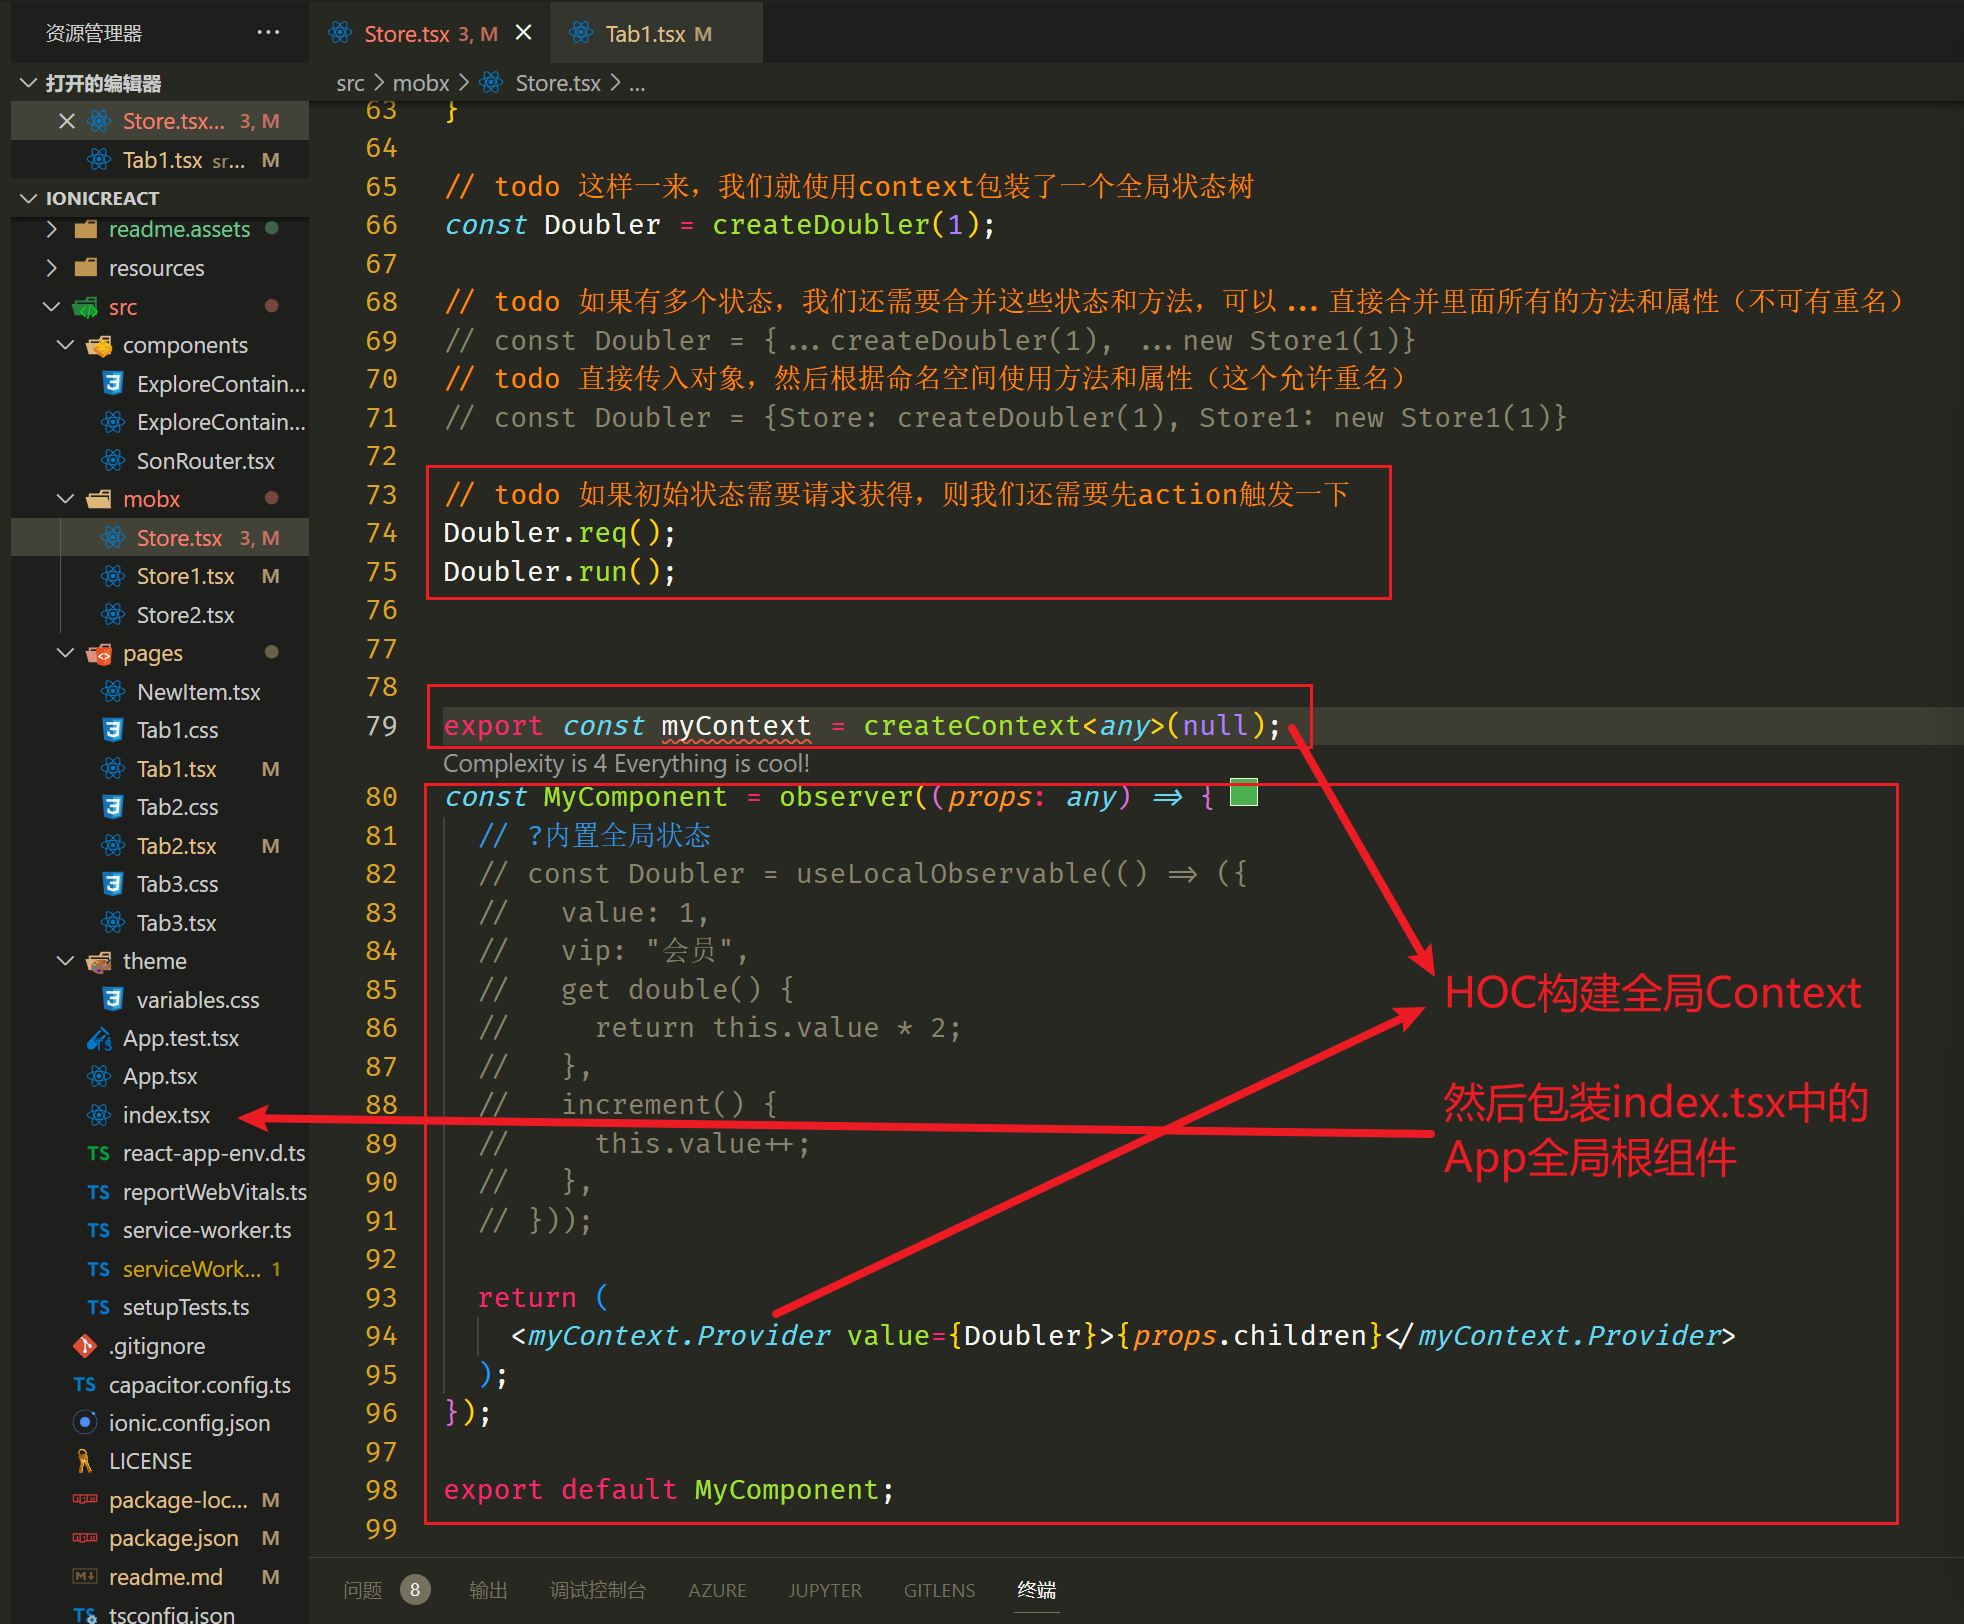 资源管理器 ...
打开的编辑器
Store.tsx... 3, M
Tab1.tsx sr... M
IONICREACT
readme.assets
resources
src
components
ExploreContain...
ExploreContain...
SonRouter.tsx
mobx
Store.tsx 3, M
Store1.tsx M
Store2.tsx
pages
NewItem.tsx
Tab1.css
Tab1.tsx M
Tab2.css
Tab2.tsx M
Tab3.css
Tab3.tsx
theme
variables.css
App.test.tsx
App.tsx
index.tsx
TS react-app-env.d.ts
TS reportWebVitals.ts
TS service-worker.ts
TS serviceWork... 1
TS setupTests.ts
.gitignore
TS capacitor.config.ts
ionic.config.json
LICENSE
package-loc... M
package.json M
readme.md M
TS tsconfig.json
Store.tsx 3, M
Tab1.tsx M
src > mobx > Store.tsx > ...
63 }
64
65 // todo 这样一来，我们就使用context包装了一个全局状态树
66 const Doubler = createDoubler(1);
67
68 // todo 如果有多个状态，我们还需要合并这些状态和方法，可以...直接合并里面所有的方法和属性（不可有重名）
69 // const Doubler = {...createDoubler(1), ...new Store1(1)}
70 // todo 直接传入对象，然后根据命名空间使用方法和属性（这个允许重名）
71 // const Doubler = {Store: createDoubler(1), Store1: new Store1(1)}
72
73 // todo 如果初始状态需要请求获得，则我们还需要先action触发一下
74 Doubler.req();
75 Doubler.run();
76
77
78
79 export const myContext = createContext<any>(null);
Complexity is 4 Everything is cool!
80 const MyComponent = observer((props: any) => {
81 // ?内置全局状态
82 // const Doubler = useLocalObservable(() => ({
83 // value: 1,
84 // vip: "会员",
85 // get double() {
86 // return this.value * 2;
87 // },
88 // increment() {
89 // this.value++;
90 // },
91 // }));
92
93 return (
94 <myContext.Provider value={Doubler}>{props.children}</myContext.Provider>
95 );
96 });
97
98 export default MyComponent;
99
HOC构建全局Context
然后包装index.tsx中的
App全局根组件
问题 8 输出 调试控制台 AZURE JUPYTER GITLENS 终端